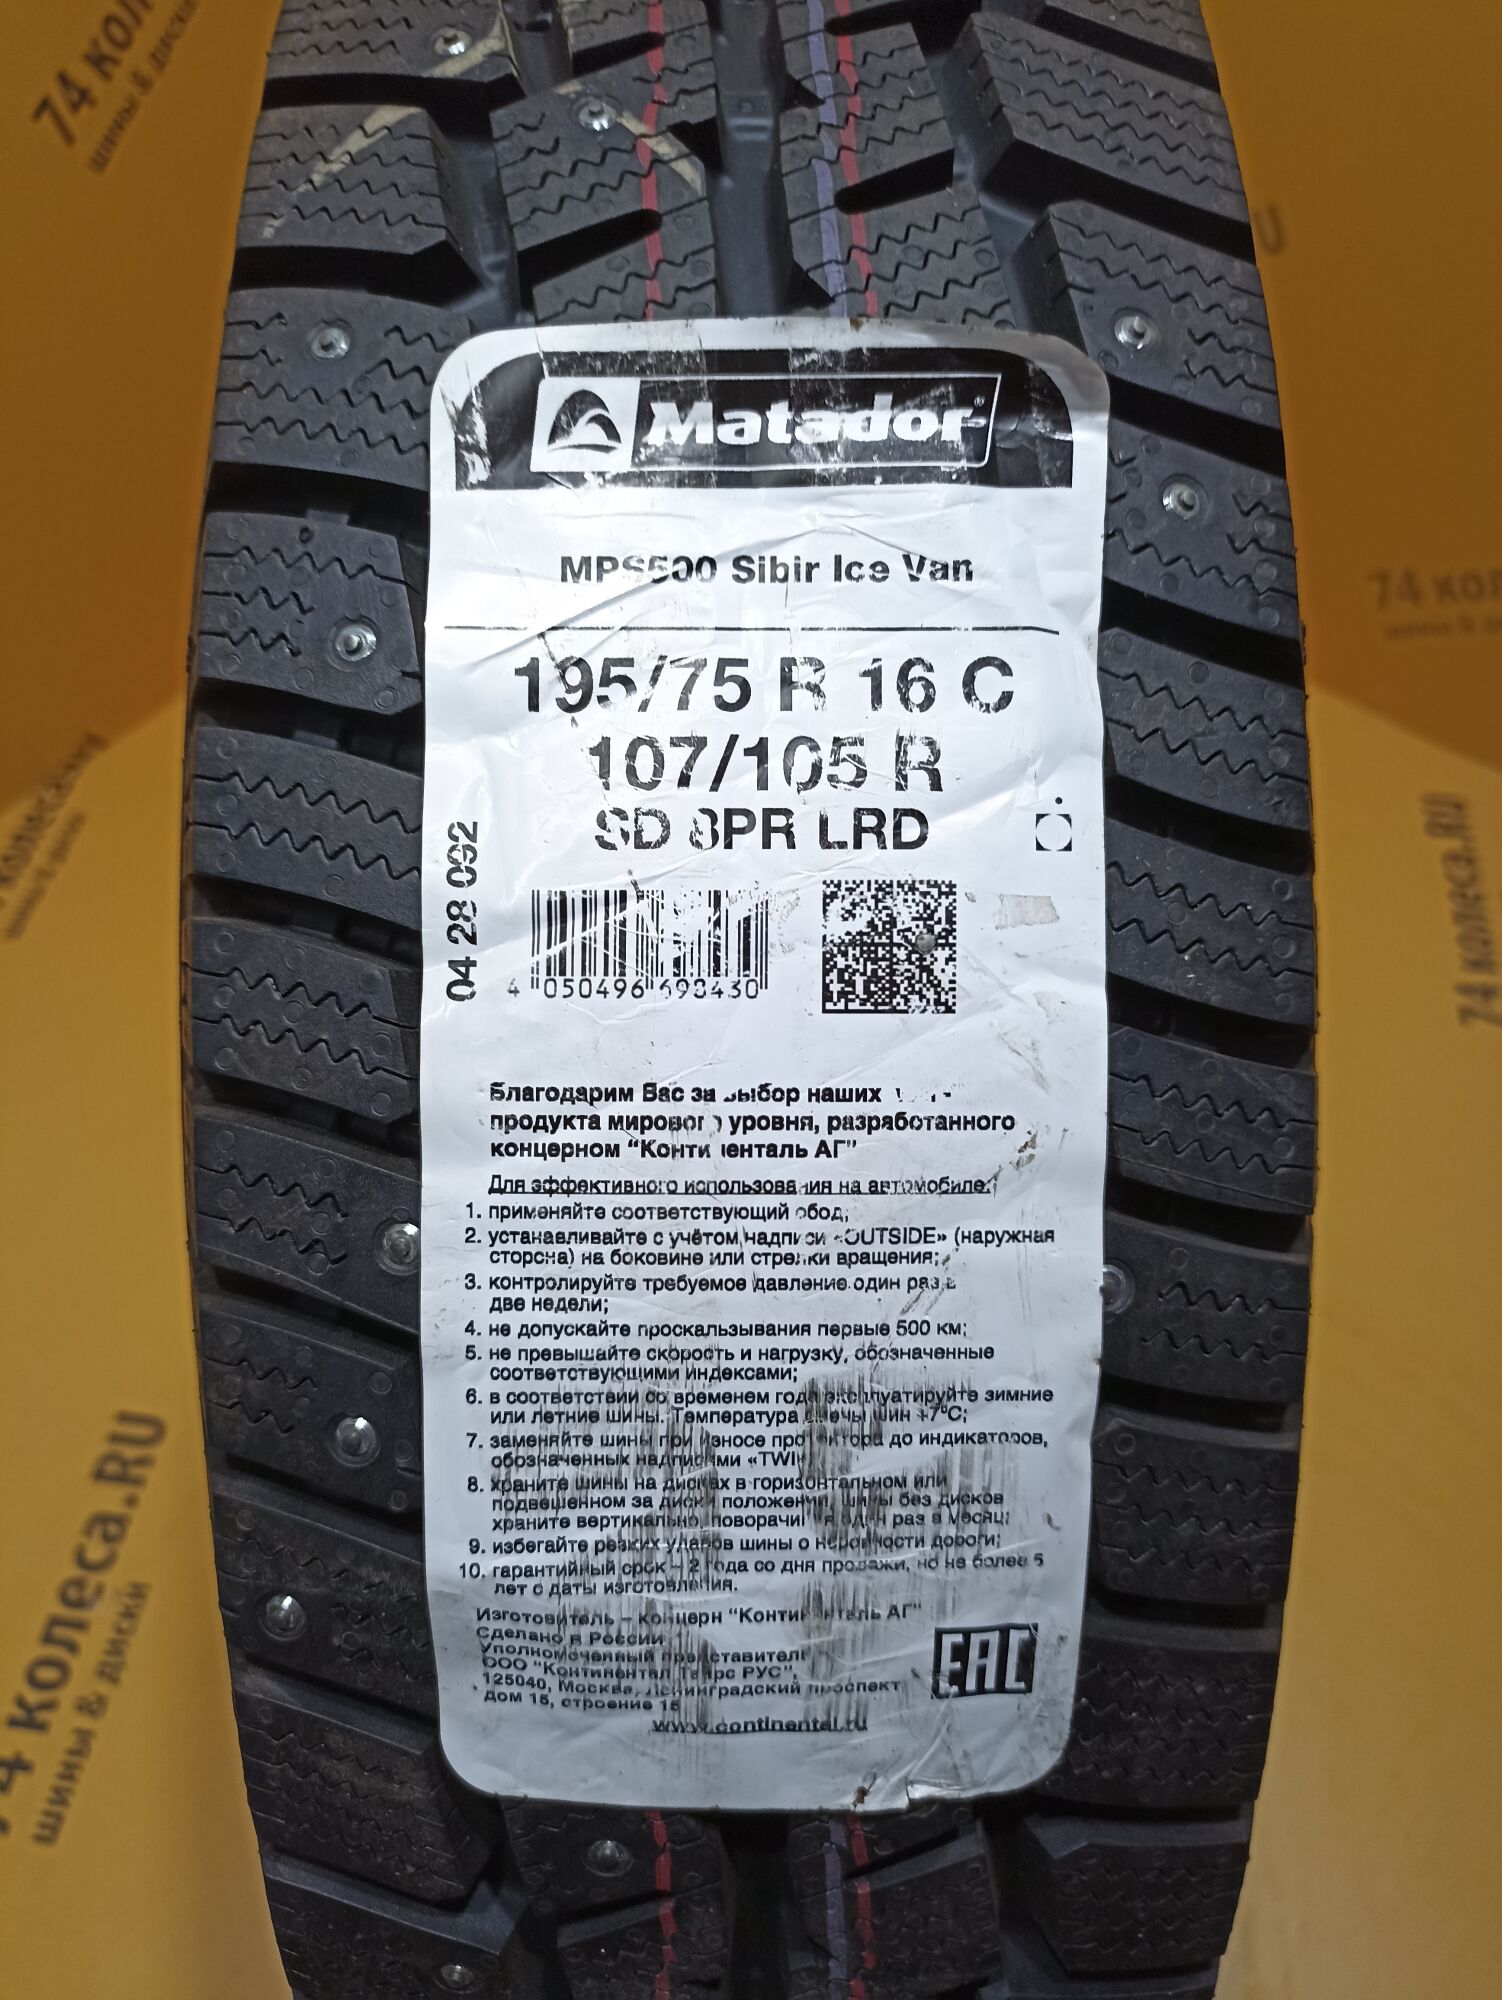 74 колеса
шины & диски
Matador
MPS500 Sibir Ice Van
195/75 R 16 C
107/105 R
SD 8PR LRD
04 28 092
4 050496 698430
Благодарим Вас за выбор наших
продукта мирового уровня, разработанного
концерном "Континенталь АГ"
Для эффективного использования на автомобиле:
1. применяйте соответствующий обод;
2. устанавливайте с учётом надписи «OUTSIDE» (наружная
сторона) на боковине или стрелки вращения;
3. контролируйте требуемое давление один раз в
две недели;
4. не допускайте проскальзывания первые 500 км;
5. не превышайте скорость и нагрузку, обозначенные
соответствующими индексами;
6. в соответствии со временем года эксплуатируйте зимние
или летние шины. Температура смены шин +7°C;
7. заменяйте шины при износе протектора до индикаторов,
обозначенных надписями «TWI»
8. храните шины на дисках в горизонтальном или
подвешенном за диски положении, шины без дисков
храните вертикально, поворачивая один раз в месяц;
9. избегайте резких ударов шины о неровности дороги;
10. гарантийный срок – 2 года со дня продажи, но не более 5
лет с даты изготовления.
Изготовитель – концерн "Континенталь АГ"
Сделано в России
Уполномоченный представитель
ООО "Континентал Тайрс РУС",
125040, Москва, Ленинградский проспект
дом 15, строение 15
www.continental.ru
EAC
74 колеса.RU
шины & диски